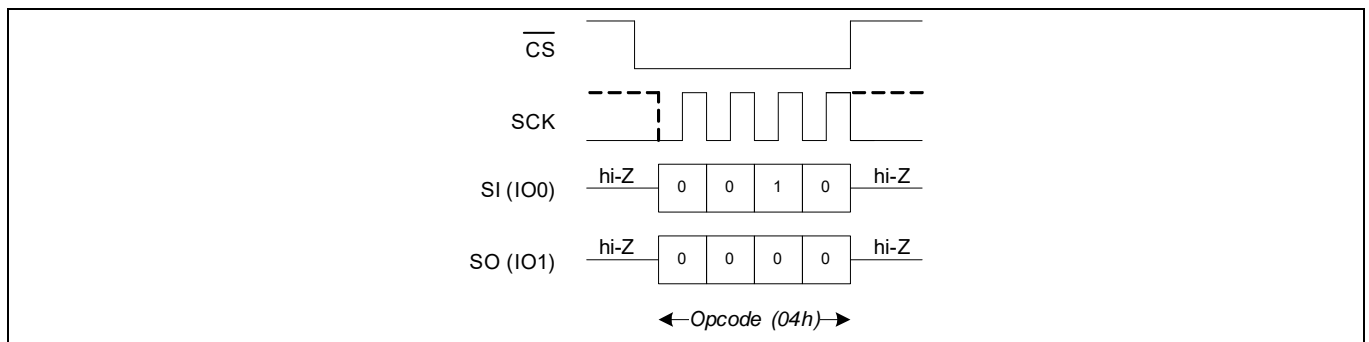 CS
SCK
hi-Z 0 0 1 0 hi-Z
SI (IO0)
hi-Z 0 0 0 0 hi-Z
SO (IO1)
Opcode (04h)